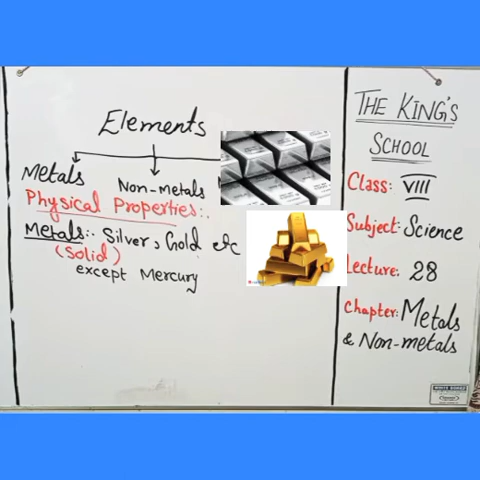 Elements
Metals
Non-Metals
Physical Properties:.
Metals:. Silver, Gold etc
(Solid)
except Mercury
THE KING'S
SCHOOL
Class: VIII
Subject: Science
Lecture: 28
Chapter: Metals
& Non-metals